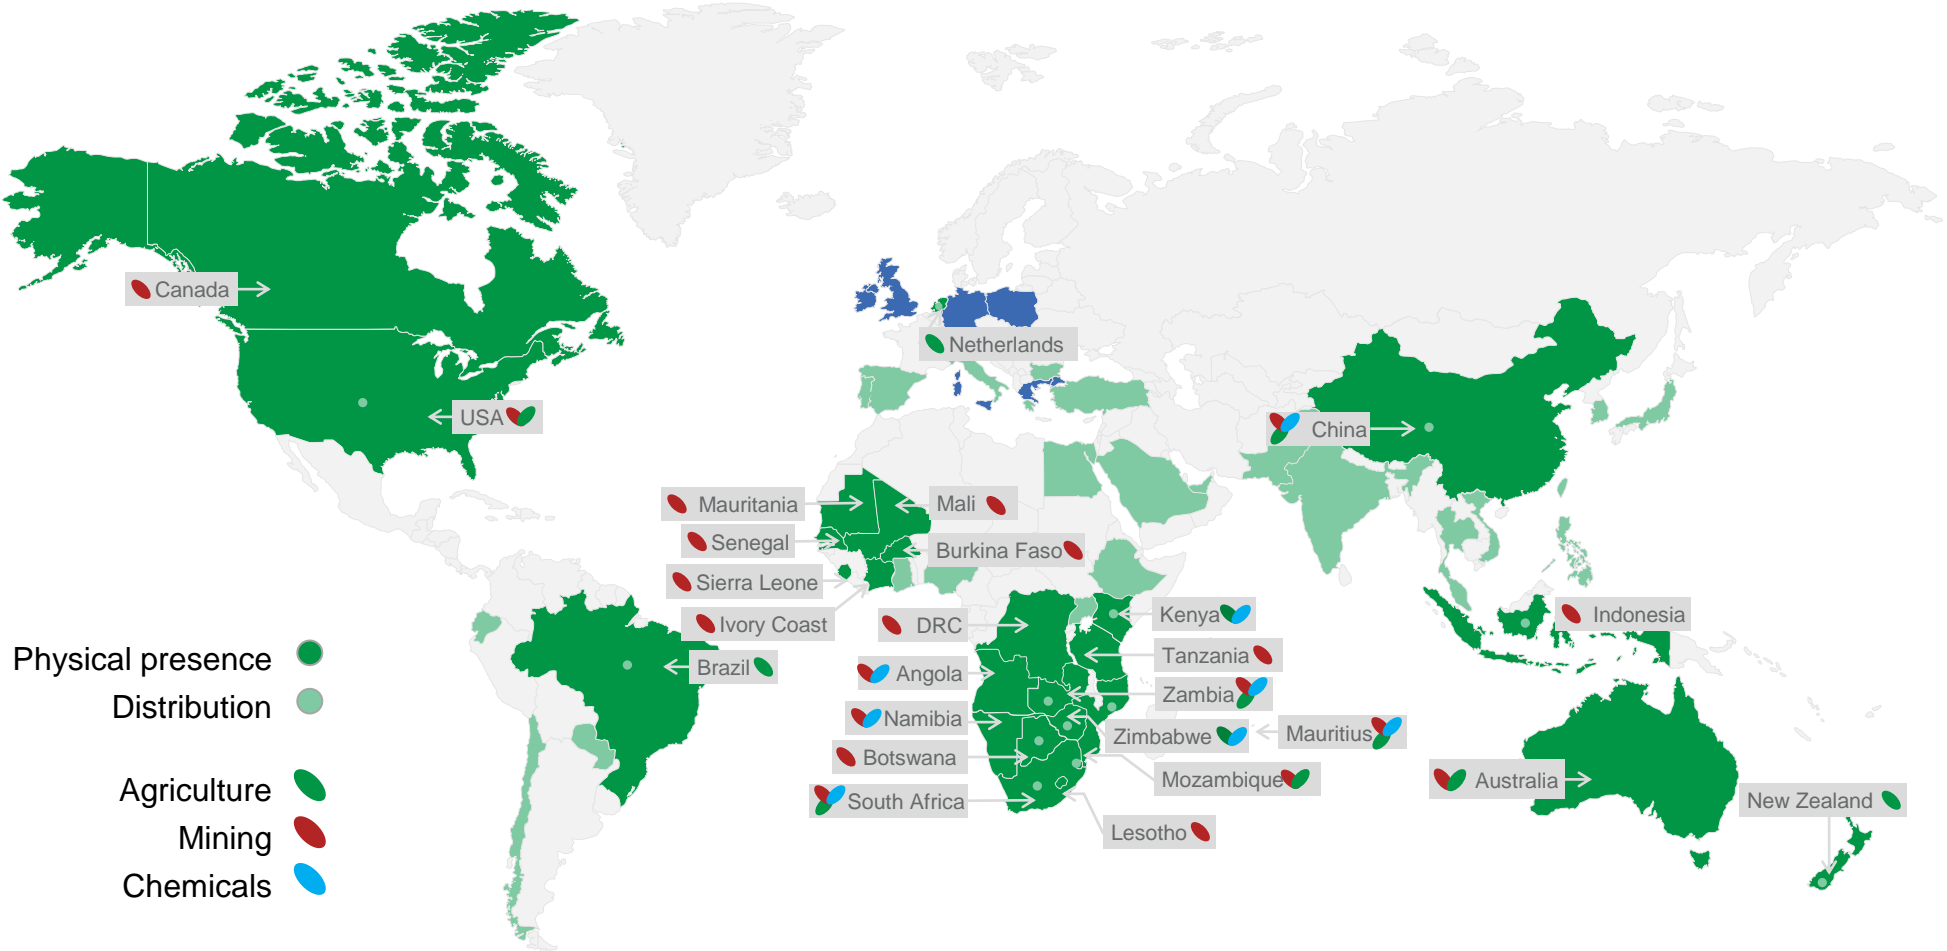 Canada
USA
Netherlands
China
Mauritania
Mali
Senegal
Burkina Faso
Sierra Leone
Ivory Coast
DRC
Kenya
Indonesia
Brazil
Angola
Tanzania
Zambia
Namibia
Zimbabwe
Mauritius
Botswana
Mozambique
South Africa
Lesotho
Australia
New Zealand
Physical presence
Distribution
Agriculture
Mining
Chemicals